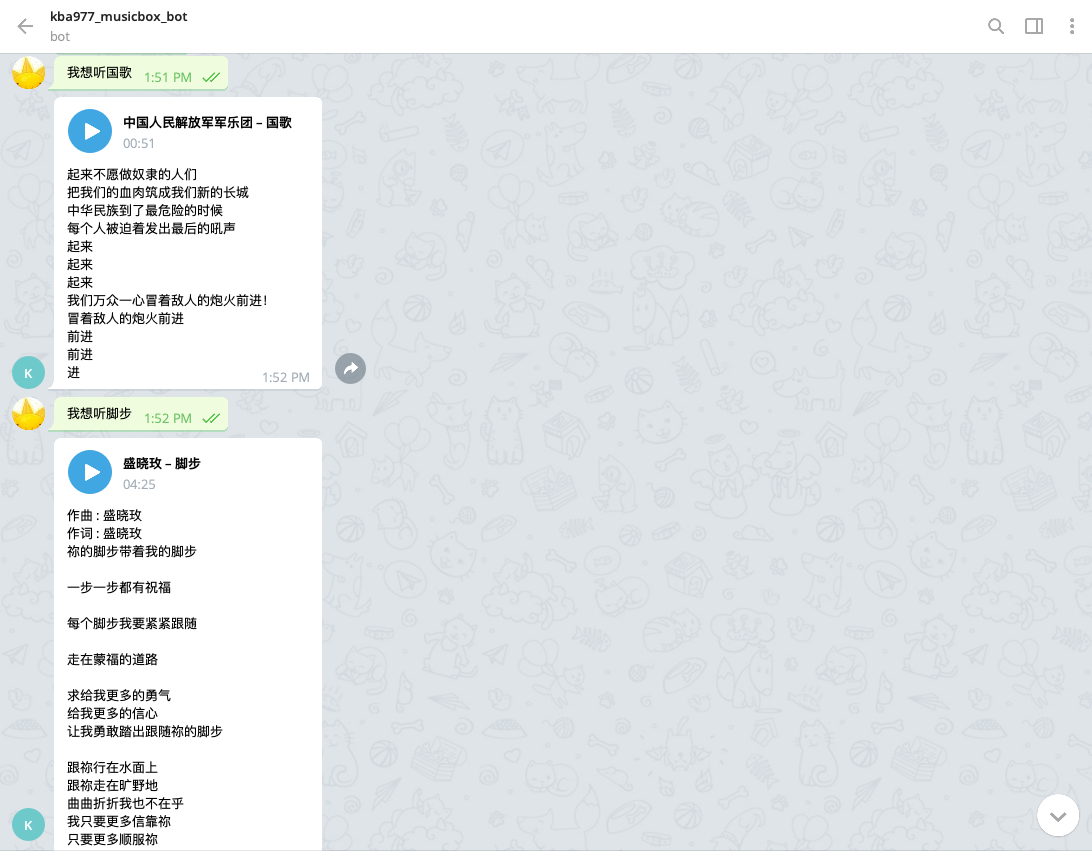 kba977_musicbox_bot
bot
我想听国歌 1:51 PM
中国人民解放军军乐团 – 国歌
00:51
起来不愿做奴隶的人们
把我们的血肉筑成我们新的长城
中华民族到了最危险的时候
每个人被迫着发出最后的吼声
起来
起来
起来
我们万众一心冒着敌人的炮火前进!
冒着敌人的炮火前进
前进
前进
进
K
1:52 PM
我想听脚步 1:52 PM
盛晓玫 – 脚步
04:25
作曲 : 盛晓玫
作词 : 盛晓玫
祢的脚步带着我的脚步
一步一步都有祝福
每个脚步我要紧紧跟随
走在蒙福的道路
求给我更多的勇气
给我更多的信心
让我勇敢踏出跟随祢的脚步
跟祢行在水面上
跟祢走在旷野地
曲曲折折我也不在乎
我只要更多信靠祢
只要更多顺服祢
K